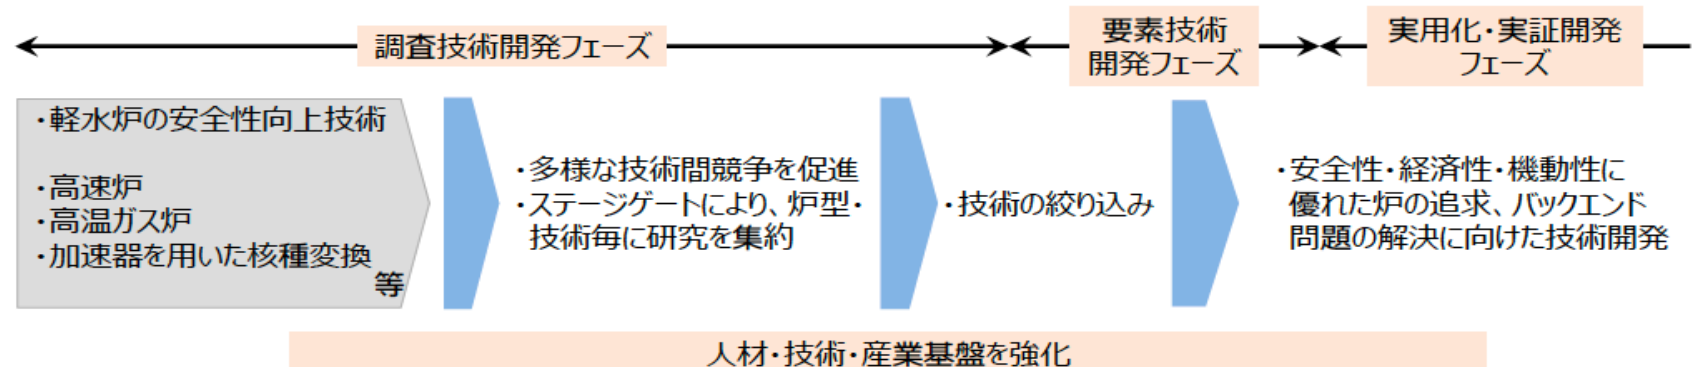 調査技術開発フェーズ
要素技術
開発フェーズ
実用化・実証開発
フェーズ
・軽水炉の安全性向上技術
・高速炉
・高温ガス炉
・加速器を用いた核種変換
等
・多様な技術間競争を促進
・ステージゲートにより、炉型・
技術毎に研究を集約
・技術の絞り込み
・安全性・経済性・機動性に
優れた炉の追求、バックエンド
問題の解決に向けた技術開発
人材・技術・産業基盤を強化